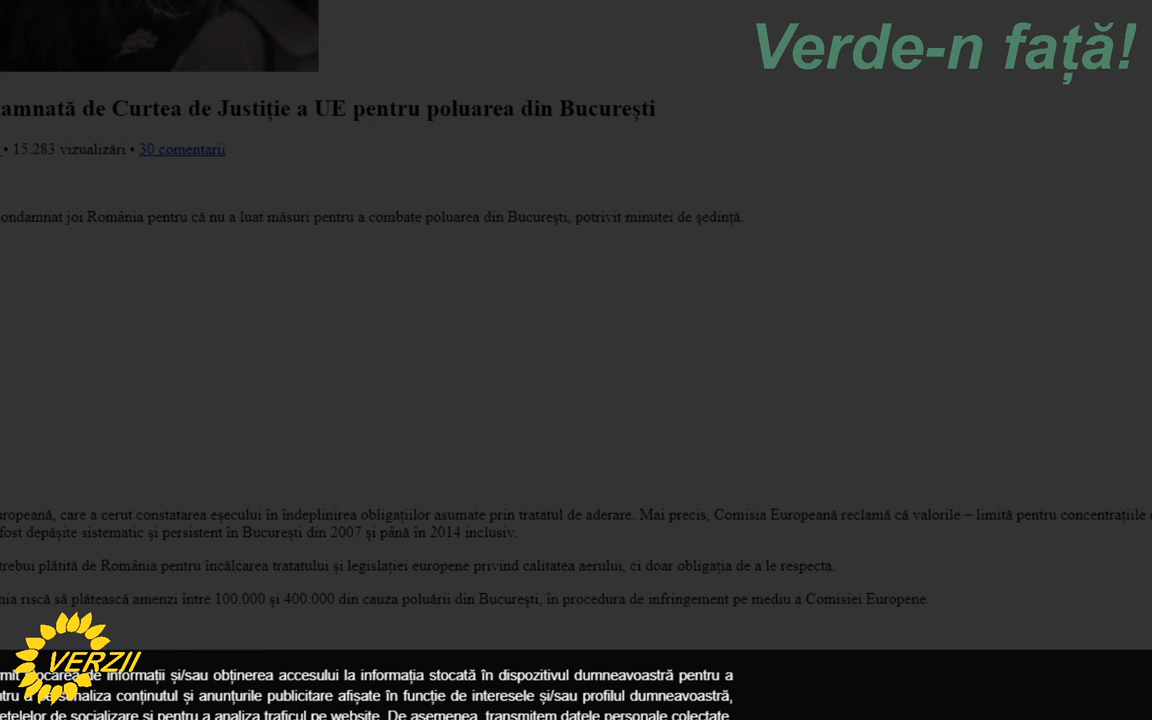 Verde-n față!
amnată de Curtea de Justiție a UE pentru poluarea din București
• 15.283 vizualizări • 30 comentarii
ondamnat joi România pentru că nu a luat măsuri pentru a combate poluarea din București, potrivit minutei de ședință.
uropeană, care a cerut constatarea eșecului în îndeplinirea obligațiilor asumate prin tratatul de aderare. Mai precis, Comisia Europeană reclamă că valorile – limită pentru concentrațiile
fost depășite sistematic și persistent în București din 2007 și până în 2014 inclusiv.
trebui plătită de România pentru încălcarea tratatului și legislației europene privind calitatea aerului, ci doar obligația de a le respecta.
nia riscă să plătească amenzi între 100.000 și 400.000 din cauza poluării din București, în procedura de infringement pe mediu a Comisiei Europene.
VERZII
mit stocarea de informații și/sau obținerea accesului la informația stocată în dispozitivul dumneavoastră pentru a
ntru a personaliza conținutul și anunțurile publicitare afișate în funcție de interesele și/sau profilul dumneavoastră,
ețelelor de socializare și pentru a analiza traficul pe website. De asemenea, transmitem datele personale colectate